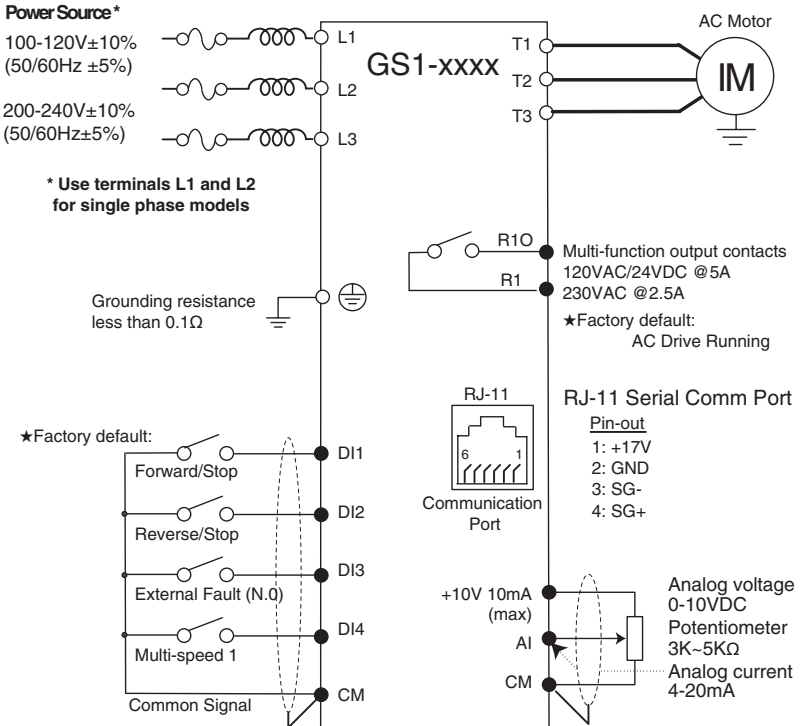 Power Source *
100-120V±10%
(50/60Hz ±5%)
200-240V±10%
(50/60Hz±5%)
* Use terminals L1 and L2
for single phase models
L1
L2
L3
GS1-xxxx
T1
T2
T3
AC Motor
IM
R1O
R1
Multi-function output contacts
120VAC/24VDC @5A
230VAC @2.5A
★Factory default:
AC Drive Running
Grounding resistance
less than 0.1Ω
RJ-11
6 1
Communication
Port
RJ-11 Serial Comm Port
Pin-out
1: +17V
2: GND
3: SG-
4: SG+
★Factory default:
Forward/Stop
DI1
Reverse/Stop
DI2
External Fault (N.0)
DI3
Multi-speed 1
DI4
Common Signal
CM
+10V 10mA
(max)
AI
CM
Analog voltage
0-10VDC
Potentiometer
3K~5KΩ
Analog current
4-20mA